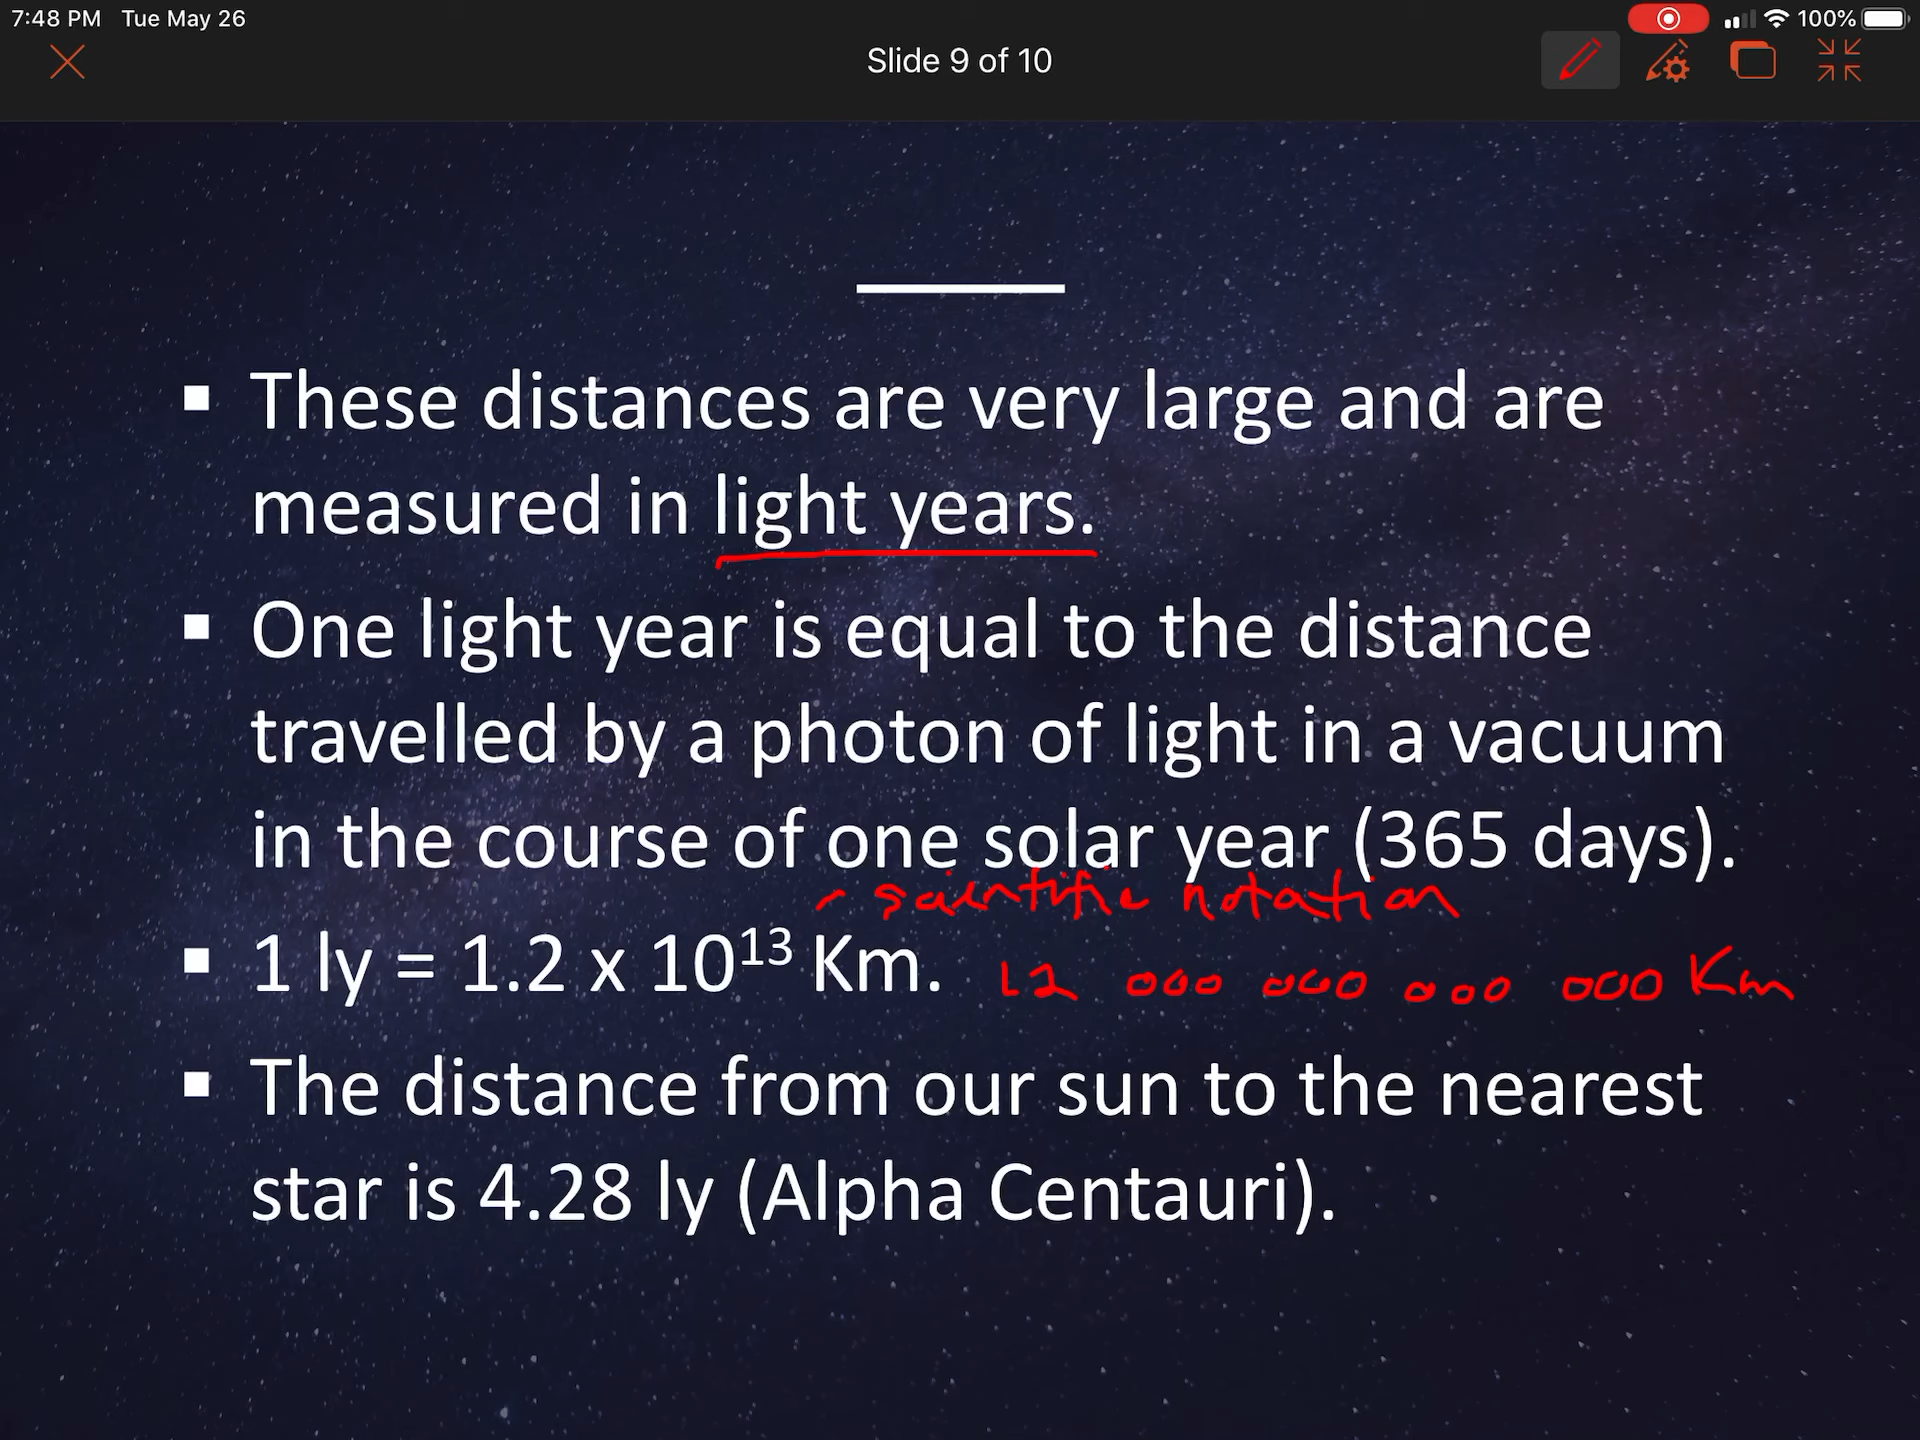 7:48 PM Tue May 26
100%
Slide 9 of 10
▪ These distances are very large and are
measured in light years.
▪ One light year is equal to the distance
travelled by a photon of light in a vacuum
in the course of one solar year (365 days).
- scientific notation
▪ 1 ly = 1.2 x 10¹³ Km. 12 000 000 000 000 Km
▪ The distance from our sun to the nearest
star is 4.28 ly (Alpha Centauri).